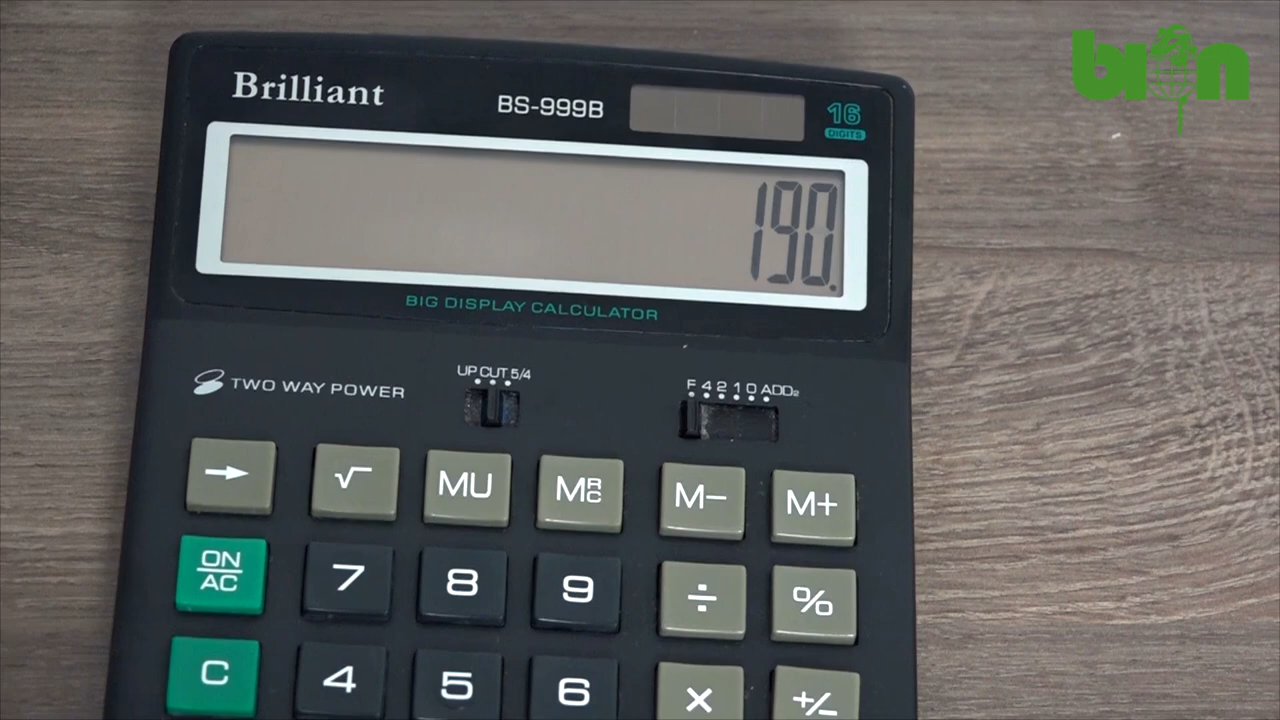 brən
Brilliant
BS-999B
16
DIGITS
190.
BIG DISPLAY CALCULATOR
TWO WAY POWER
UP CUT 5/4
F 4 2 1 0 ADD₂
→ √ MU MRC M− M+
ON/AC 7 8 9 ÷ %
C 4 5 6 × +/−